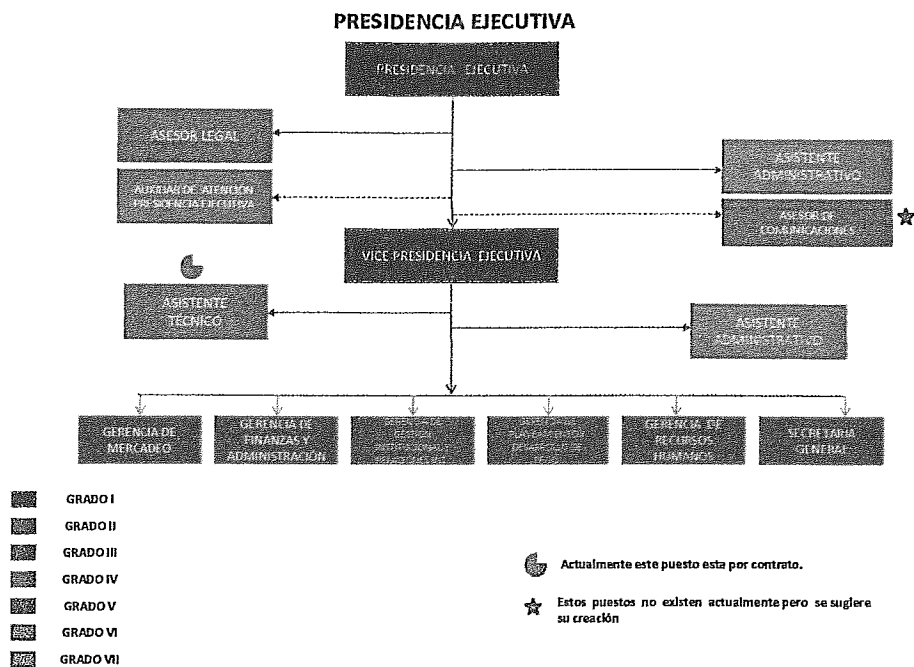 PRESIDENCIA EJECUTIVA
PRESIDENCIA EJECUTIVA
ASESOR LEGAL
ASISTENTE
ADMINISTRATIVO
AUXILIAR DE ATENCIÓN
PRESIDENCIA EJECUTIVA
ASESOR DE
COMUNICACIONES
VICE PRESIDENCIA EJECUTIVA
ASISTENTE
TECNICO
ASISTENTE
ADMINISTRATIVO
GERENCIA DE
MERCADEO
GERENCIA DE
FINANZAS Y
ADMINISTRACIÓN
GERENCIA DE
RECURSOS
HUMANOS
SECRETARIA
GENERAL
GRADO I
GRADO II
GRADO III
GRADO IV
GRADO V
GRADO VI
GRADO VII
Actualmente este puesto esta por contrato.
Estos puestos no existen actualmente pero se sugiere
su creación